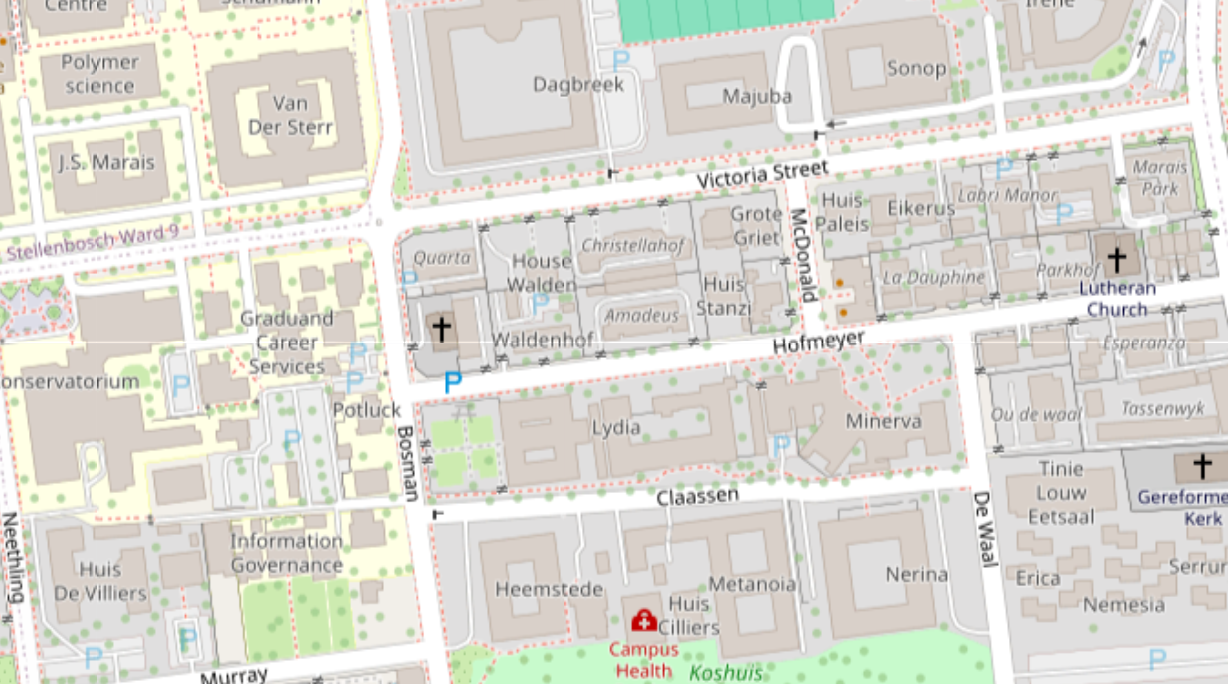 Centre
Irene
Polymer
science
Van
Der Sterr
J.S. Marais
Dagbreek
Majuba
Sonop
P
P
Victoria Street
Stellenbosch Ward 9
McDonald
Quarta
House
Walden
Christellahof
Grote
Griet
Huis
Paleis
Eikerus
Labri Manor
Marais
Park
P
P
P
P
Waldenhof
Amadeus
Huis
Stanzi
La Dauphine
Parkhof
Lutheran
Church
Graduand
Career
Services
P
P
P
P
P
Potluck
Hofmeyer
Esperanza
onservatorium
Bosman
Lydia
P
Minerva
Ou de waal
Tassenwyk
Claassen
Tinie
Louw
Eetsaal
Gereforme
Kerk
Neethling
Information
Governance
De Waal
Huis
De Villiers
Heemstede
Metanoia
Nerina
Erica
Serrur
Nemesia
Huis
Cilliers
Campus
Health
Koshuis
P
P
P
Murray